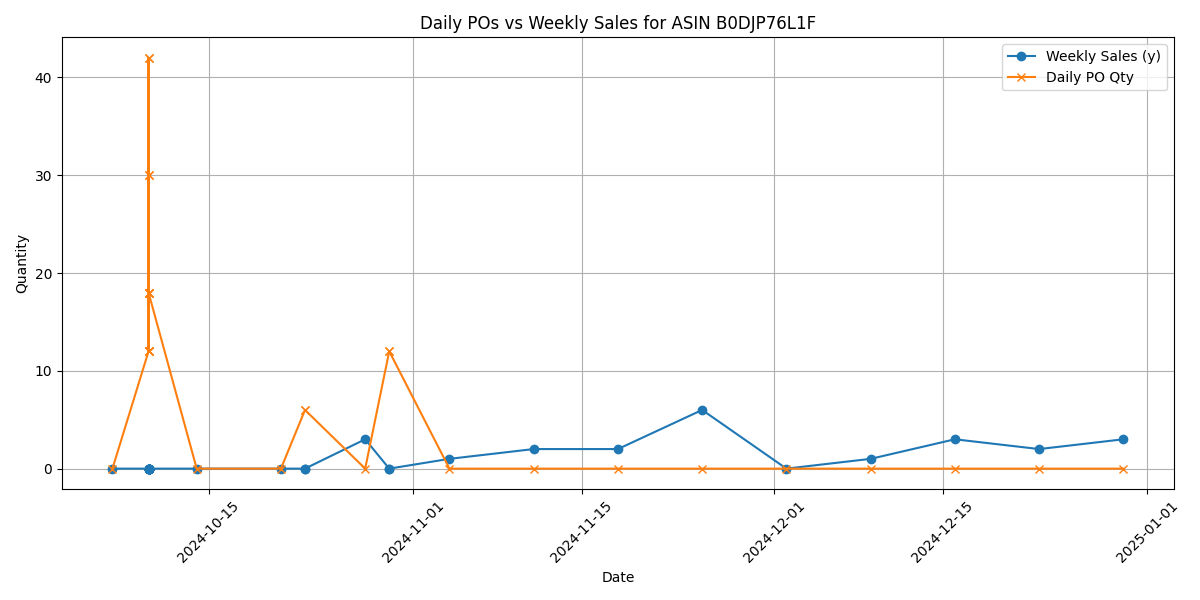 Daily POs vs Weekly Sales for ASIN B0DJP76L1F
Weekly Sales (y)
Daily PO Qty
Quantity
40
30
20
10
0
2024-10-15
2024-11-01
2024-11-15
2024-12-01
2024-12-15
2025-01-01
Date